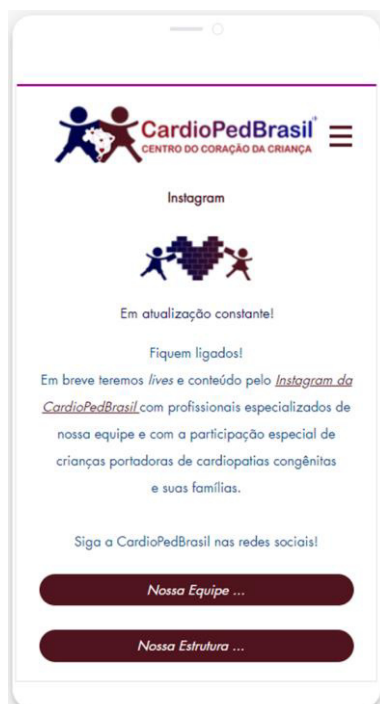 CardioPedBrasil®
CENTRO DO CORAÇÃO DA CRIANÇA
Instagram
Em atualização constante!
Fiquem ligados!
Em breve teremos lives e conteúdo pelo Instagram da
CardioPedBrasil com profissionais especializados de
nossa equipe e com a participação especial de
crianças portadoras de cardiopatias congênitas
e suas famílias.
Siga a CardioPedBrasil nas redes sociais!
Nossa Equipe ...
Nossa Estrutura ...